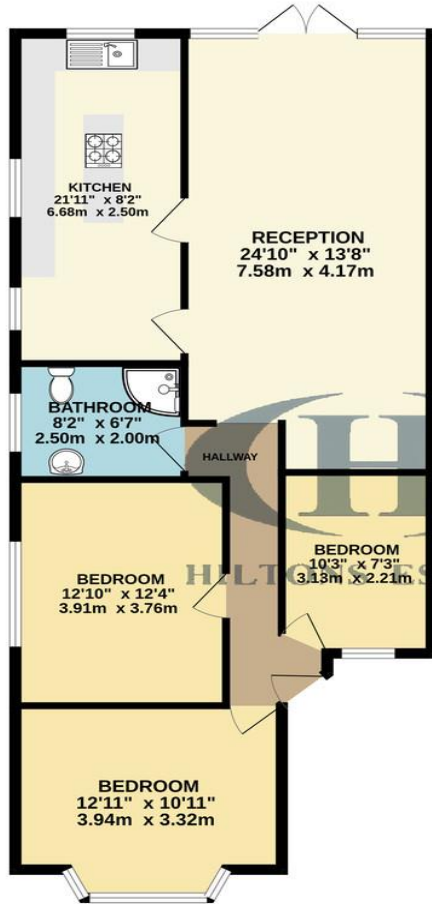 KITCHEN
21'11" x 8'2"
6.68m x 2.50m
RECEPTION
24'10" x 13'8"
7.58m x 4.17m
BATHROOM
8'2" x 6'7"
2.50m x 2.00m
HALLWAY
H
BEDROOM
10'3" x 7'3"
3.13m x 2.21m
BEDROOM
12'10" x 12'4"
3.91m x 3.76m
HILTONS ES
BEDROOM
12'11" x 10'11"
3.94m x 3.32m